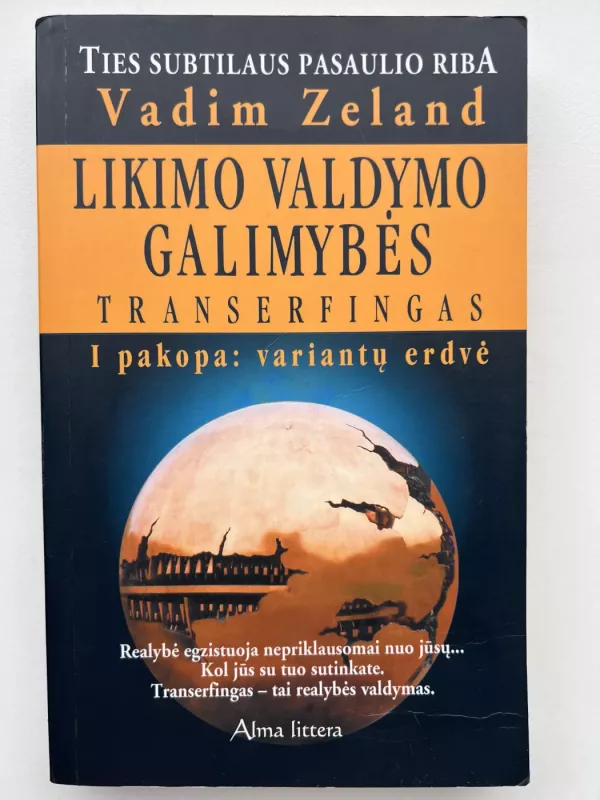 TIES SUBTILAUS PASAULIO RIBA
Vadim Zeland
LIKIMO VALDYMO
GALIMYBĖS
TRANSERFINGAS
I pakopa: variantų erdvė
Realybė egzistuoja nepriklausomai nuo jūsų...
Kol jūs su tuo sutinkate.
Transerfingas – tai realybės valdymas.
Alma littera